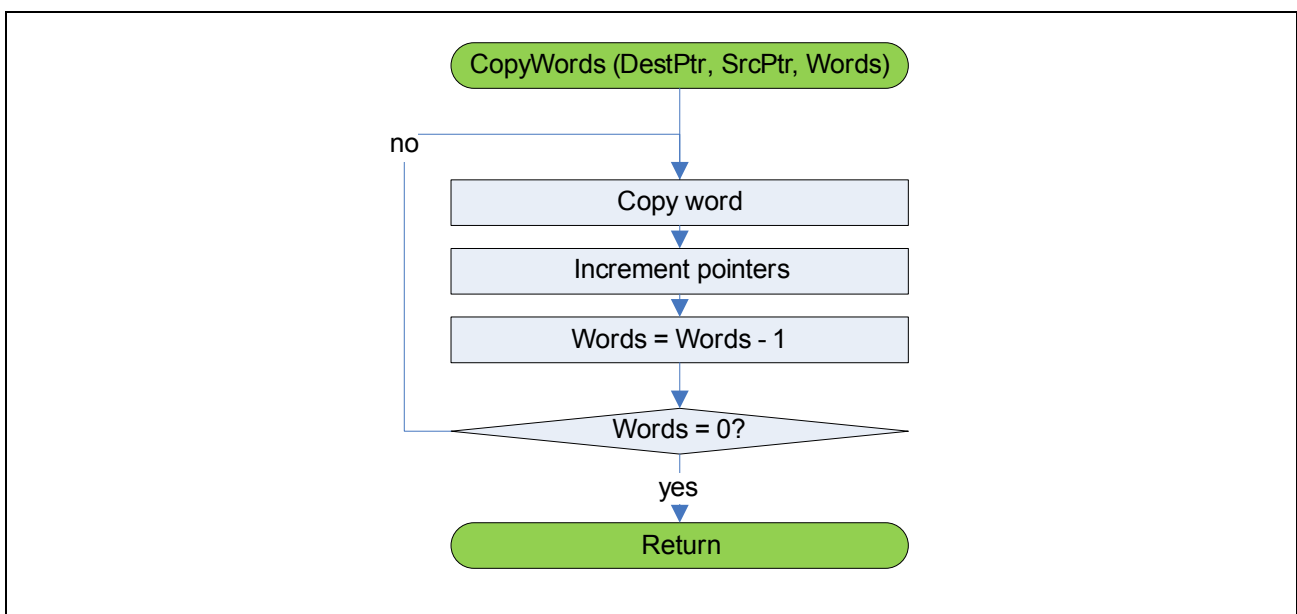 CopyWords (DestPtr, SrcPtr, Words)
no
Copy word
Increment pointers
Words = Words - 1
Words = 0?
yes
Return